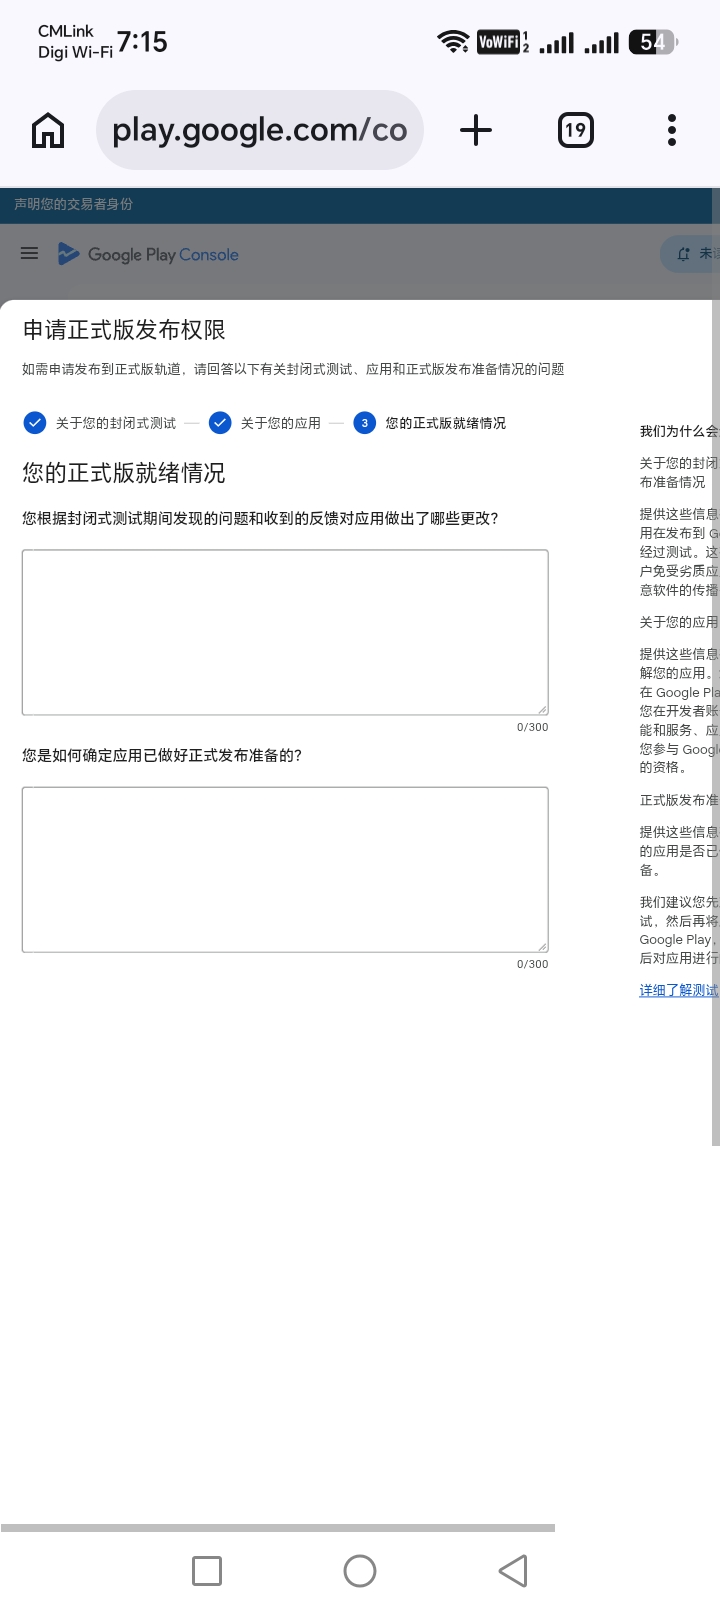 CMLink
Digi Wi-Fi
7:15
VoWiFi 1 2
54
play.google.com/co
19
声明您的交易者身份
Google Play Console
未
申请正式版发布权限
如需申请发布到正式版轨道，请回答以下有关封闭式测试、应用和正式版发布准备情况的问题
关于您的封闭式测试
关于您的应用
3 您的正式版就绪情况
您的正式版就绪情况
您根据封闭式测试期间发现的问题和收到的反馈对应用做出了哪些更改？
0/300
您是如何确定应用已做好正式发布准备的？
0/300
我们为什么会
关于您的封闭
布准备情况
提供这些信息
用在发布到 G
经过测试。这
户免受劣质应
意软件的传播
关于您的应用
提供这些信息
解您的应用。
在 Google Pla
您在开发者账
能和服务、应
您参与 Google
的资格。
正式版发布准
提供这些信息
的应用是否已
备。
我们建议您先
试，然后再将
Google Play，
后对应用进行
详细了解测试